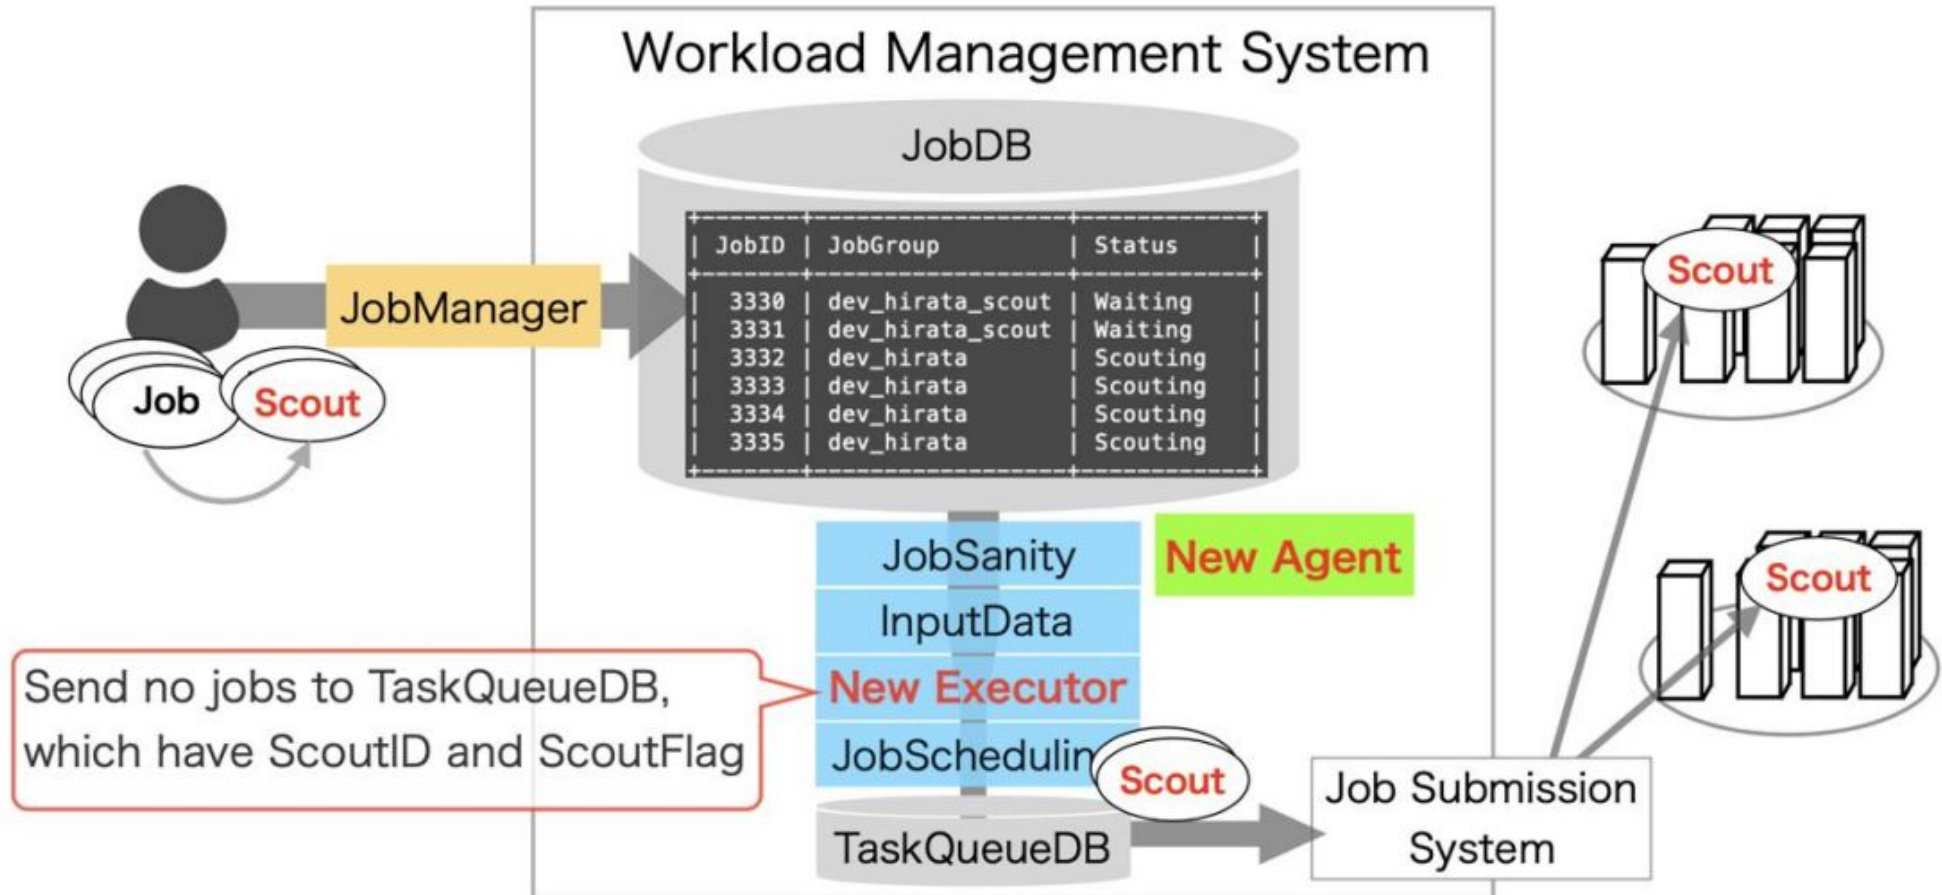 Workload Management System
JobDB
| JobID | JobGroup | Status |
| 3330 | dev_hirata_scout | Waiting |
| 3331 | dev_hirata_scout | Waiting |
| 3332 | dev_hirata | Scouting |
| 3333 | dev_hirata | Scouting |
| 3334 | dev_hirata | Scouting |
| 3335 | dev_hirata | Scouting |
JobManager
Job
Scout
JobSanity
New Agent
InputData
New Executor
Send no jobs to TaskQueueDB,
which have ScoutID and ScoutFlag
JobSchedulin
Scout
TaskQueueDB
Job Submission
System
Scout
Scout